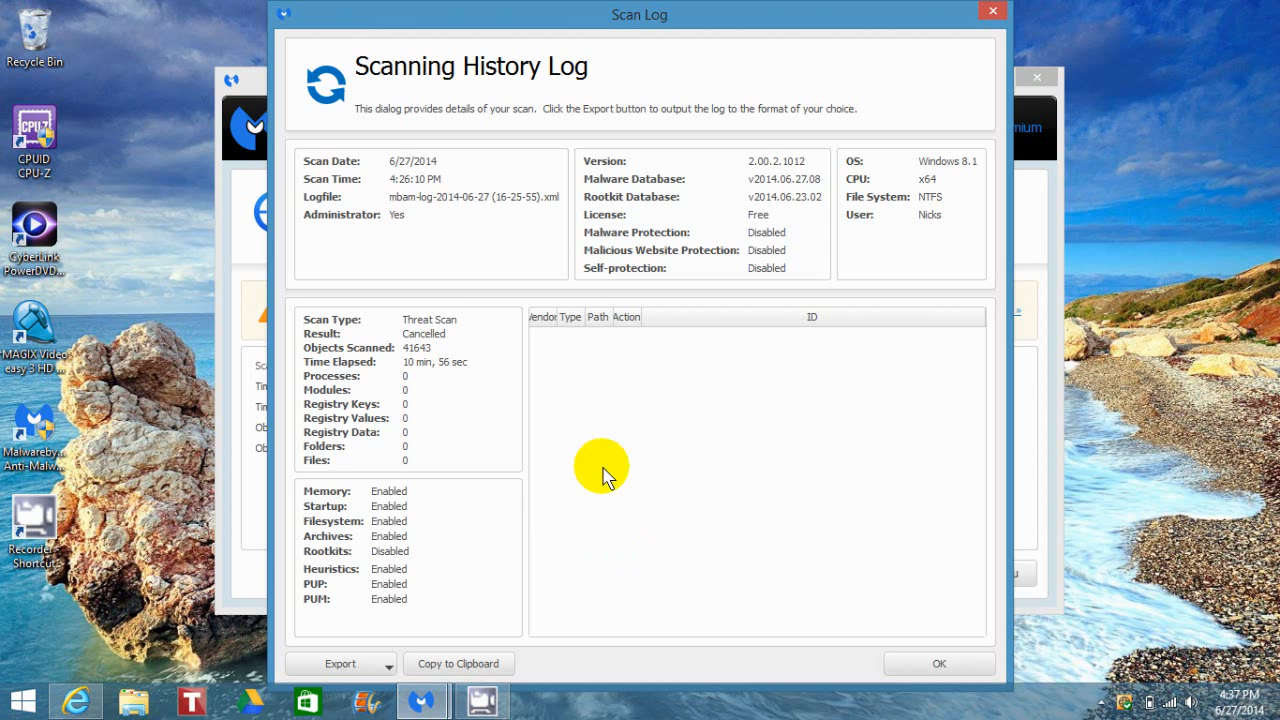 Scan Log
Recycle Bin
CPUID
CPU-Z
CyberLink
PowerDVD...
MAGIX Video
easy 3 HD ...
Malwareby...
Anti-Malw...
Recorder -
Shortcut
Scanning History Log
This dialog provides details of your scan. Click the Export button to output the log to the format of your choice.
Scan Date: 6/27/2014
Scan Time: 4:26:10 PM
Logfile: mbam-log-2014-06-27 (16-25-55).xml
Administrator: Yes
Version: 2.00.2.1012
Malware Database: v2014.06.27.08
Rootkit Database: v2014.06.23.02
License: Free
Malware Protection: Disabled
Malicious Website Protection: Disabled
Self-protection: Disabled
OS: Windows 8.1
CPU: x64
File System: NTFS
User: Nicks
Scan Type: Threat Scan
Result: Cancelled
Objects Scanned: 41643
Time Elapsed: 10 min, 56 sec
Processes: 0
Modules: 0
Registry Keys: 0
Registry Values: 0
Registry Data: 0
Folders: 0
Files: 0
Vendor Type Path Action ID
Memory: Enabled
Startup: Enabled
Filesystem: Enabled
Archives: Enabled
Rootkits: Disabled
Heuristics: Enabled
PUP: Enabled
PUM: Enabled
Export
Copy to Clipboard
OK
4:37 PM
6/27/2014